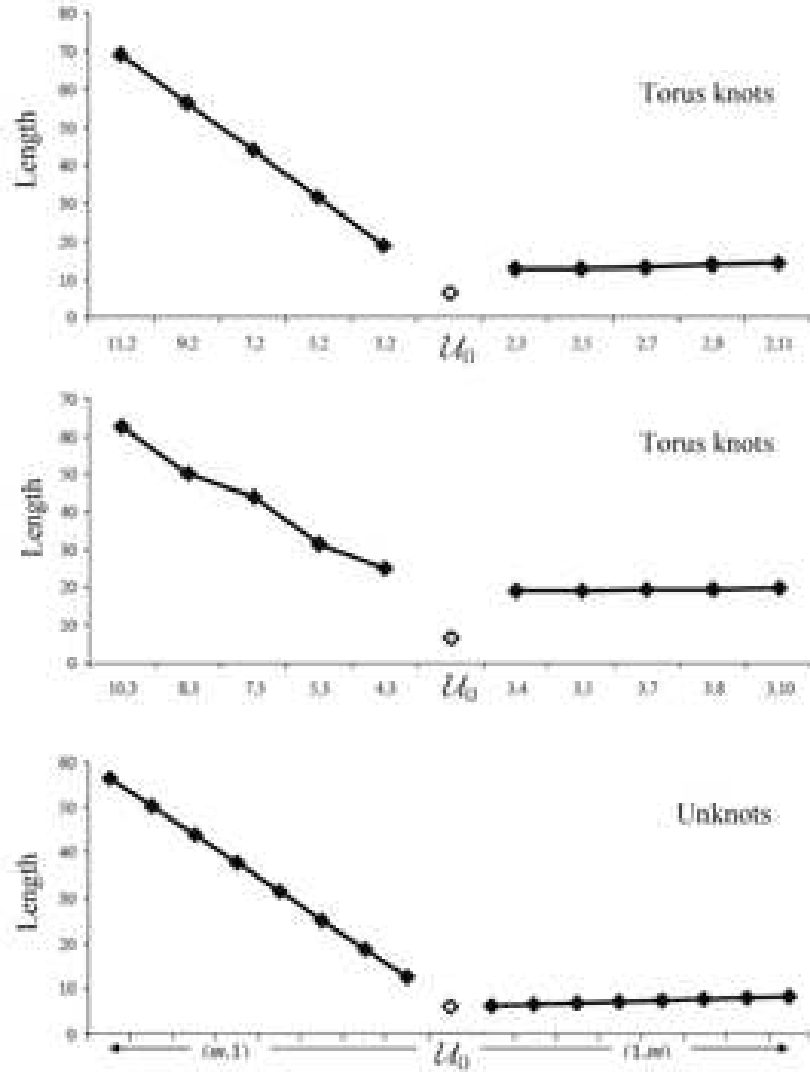 80
70
60
50
40
30
20
10
0
Length
Torus knots
11,2 9,2 7,2 5,2 3,2 𝒰₀ 2,3 2,5 2,7 2,9 2,11
70
60
50
40
30
20
10
0
Length
Torus knots
10,3 8,3 7,3 5,3 4,3 𝒰₀ 3,4 3,5 3,7 3,8 3,10
60
50
40
30
20
10
0
Length
Unknots
(m,1) 𝒰₀ (1,m)